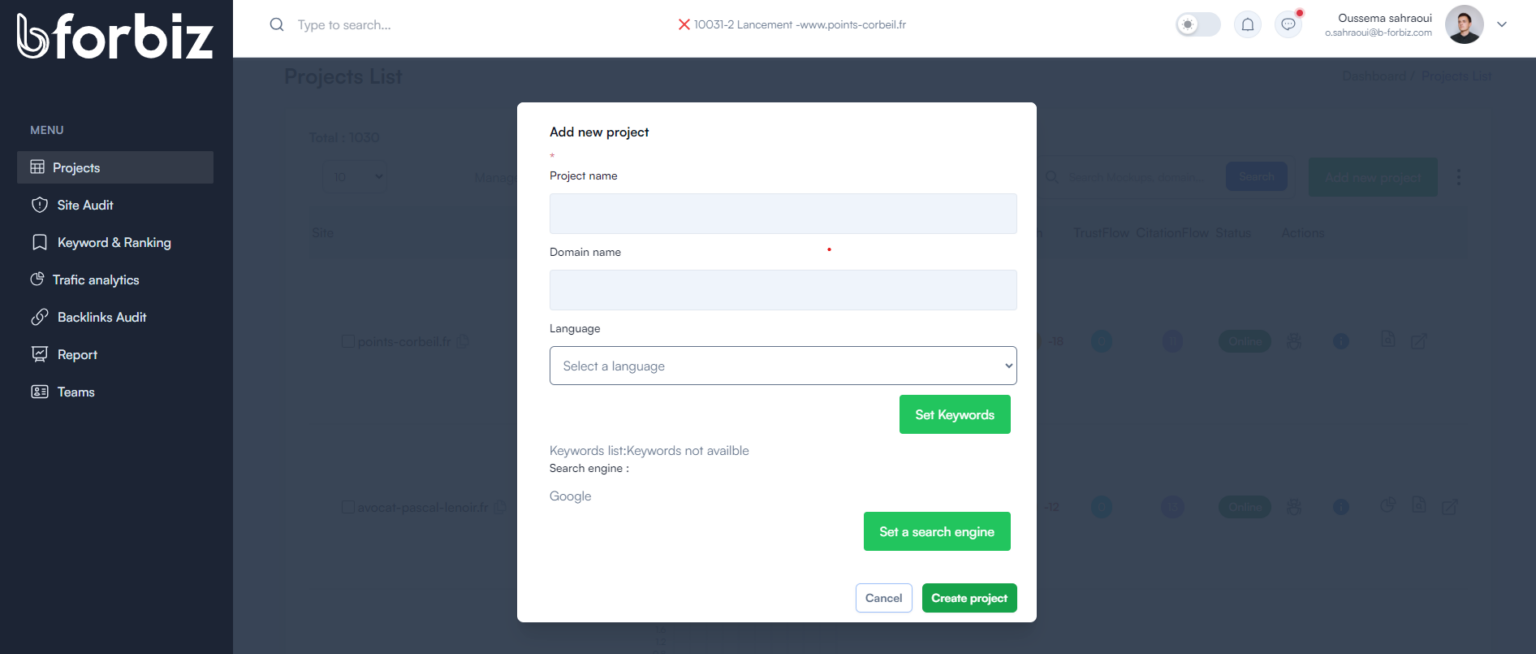 bforbiz
Type to search...
10031-2 Lancement -www.points-corbeil.fr
Oussema sahraoui
o.sahraoui@b-forbiz.com
MENU
Projects
Site Audit
Keyword & Ranking
Trafic analytics
Backlinks Audit
Report
Teams
Projects List
Dashboard / Projects List
Total : 1030
10
Search
Add new project
Site
TrustFlow CitationFlow Status Actions
points-corbeil.fr
-18
Online
avocat-pascal-lenoir.fr
-12
Online
Add new project
*
Project name
Domain name
*
Language
Select a language
Set Keywords
Keywords list:Keywords not availble
Search engine :
Google
Set a search engine
Cancel
Create project